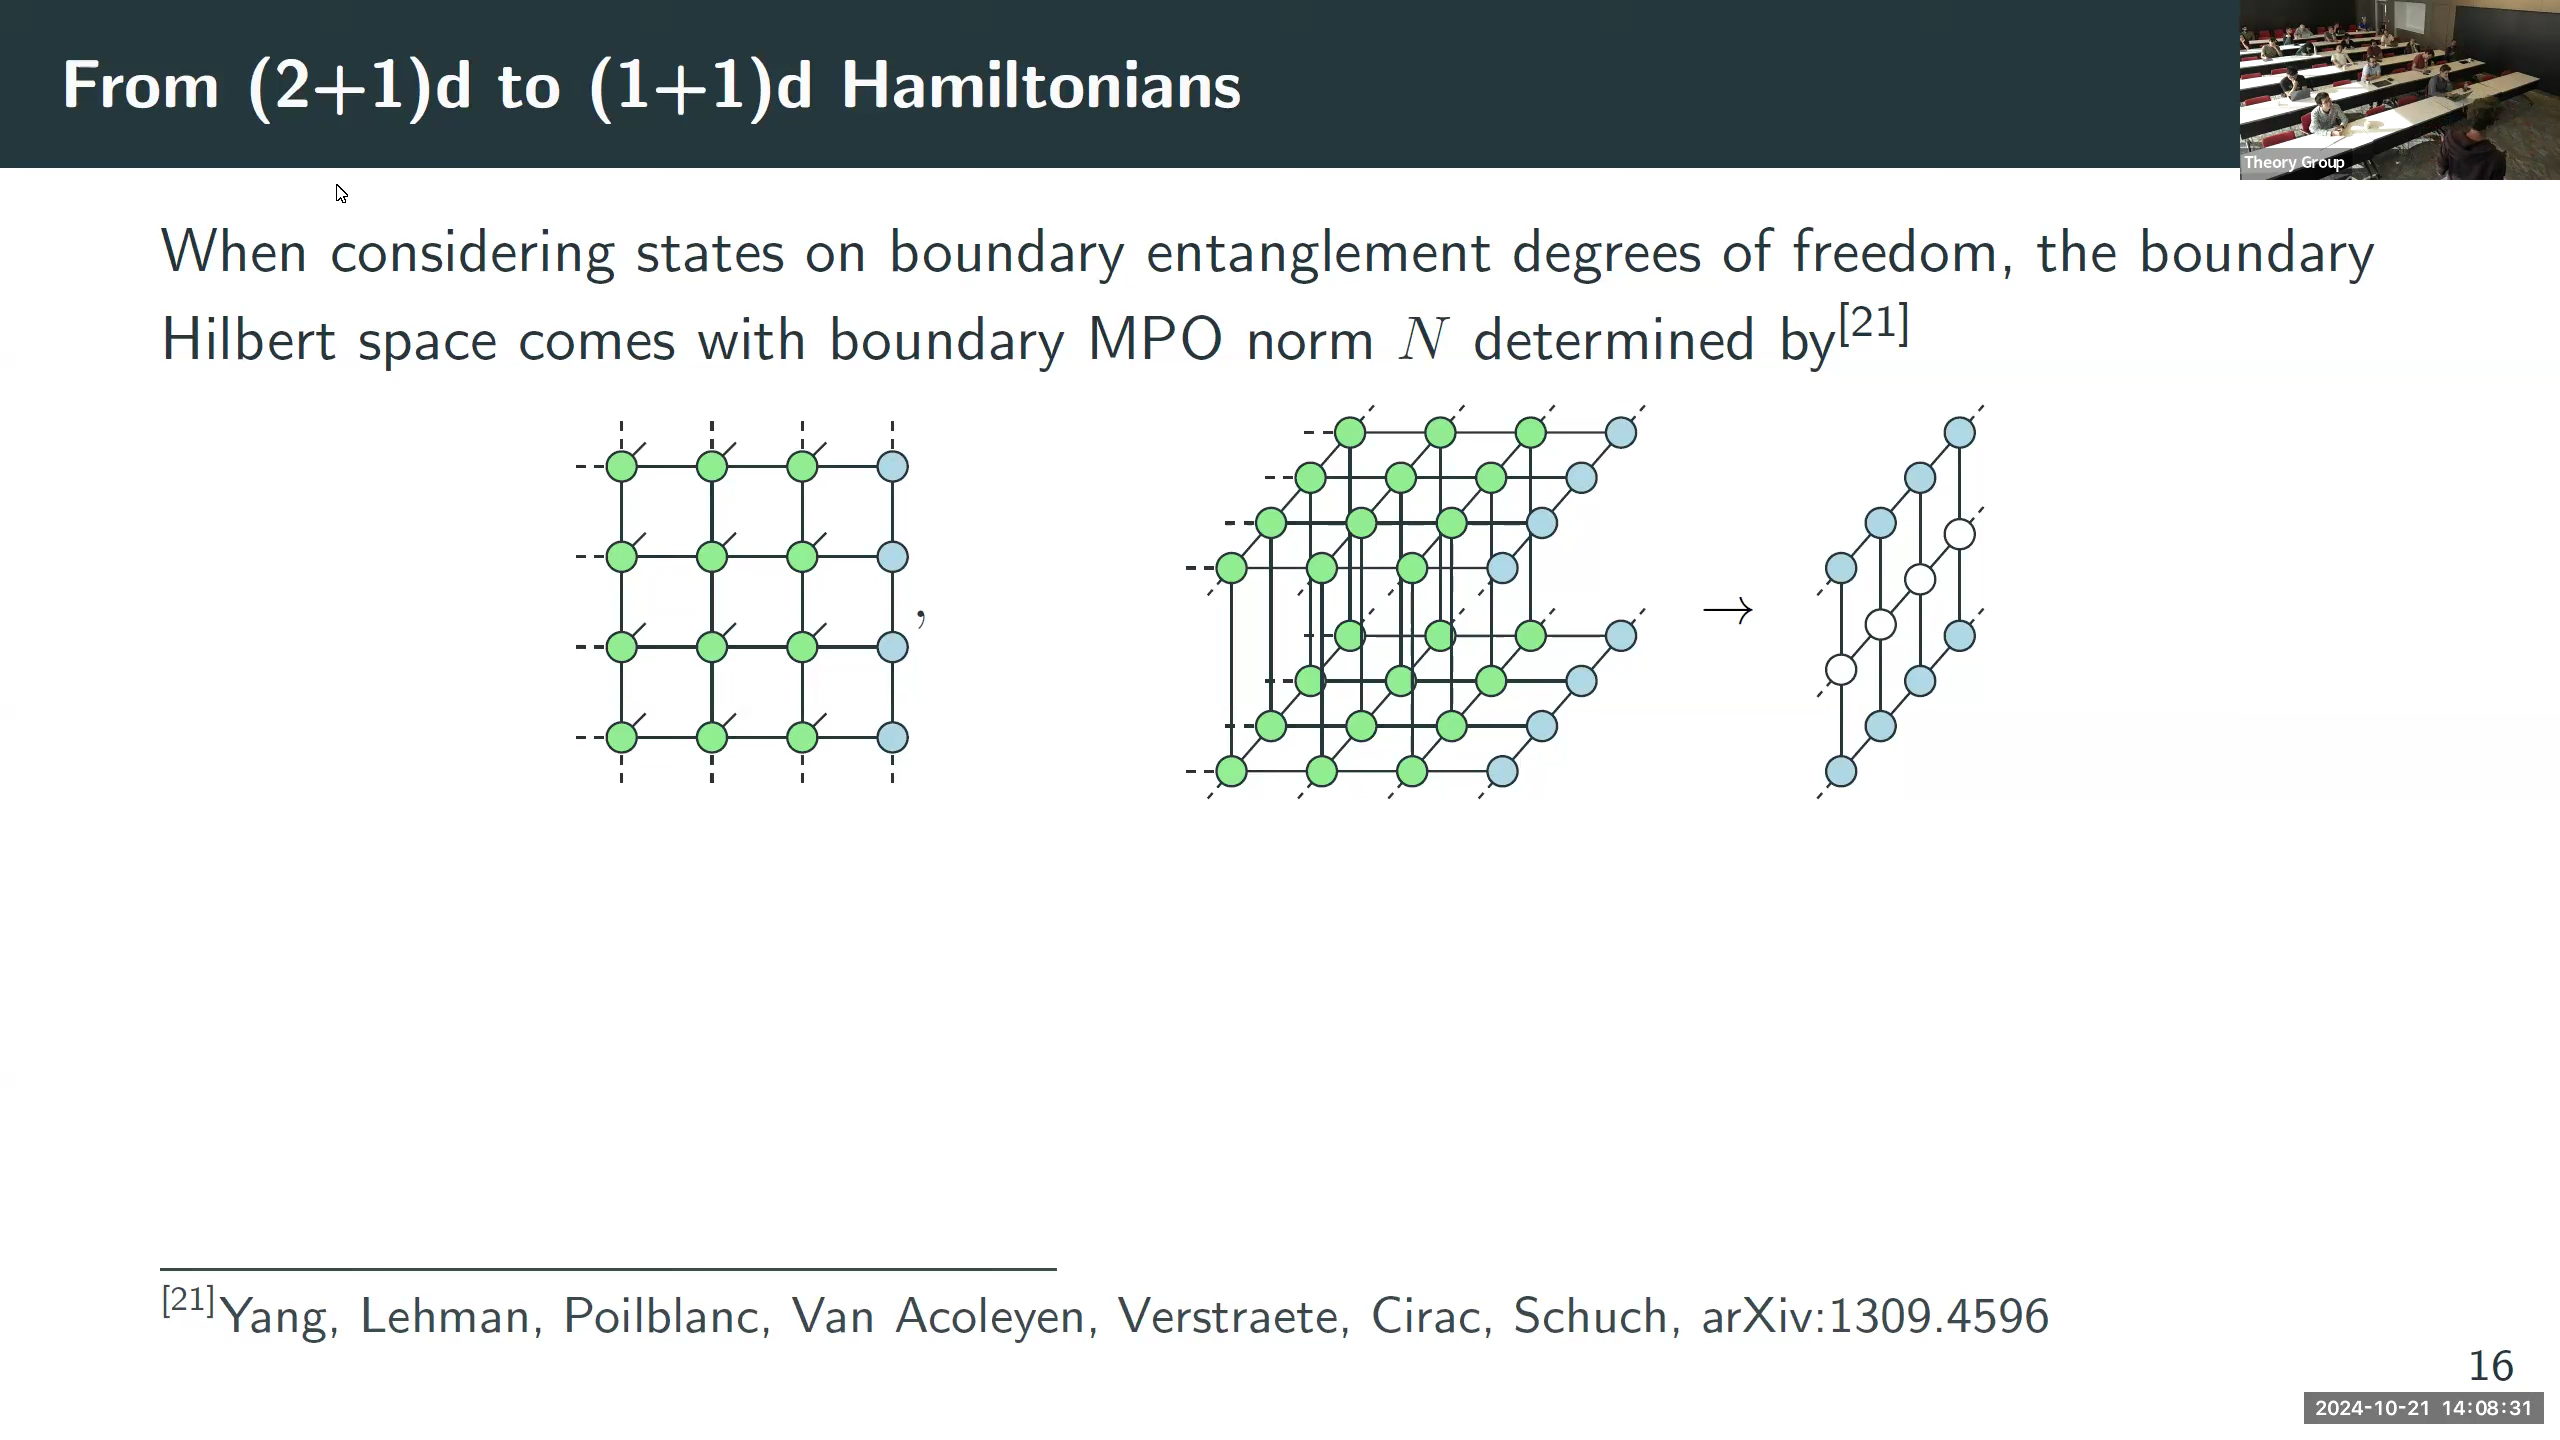 From (2+1)d to (1+1)d Hamiltonians
Theory Group
When considering states on boundary entanglement degrees of freedom, the boundary
Hilbert space comes with boundary MPO norm N determined by[21]
,
→
[21]Yang, Lehman, Poilblanc, Van Acoleyen, Verstraete, Cirac, Schuch, arXiv:1309.4596
16
2024-10-21 14:08:31